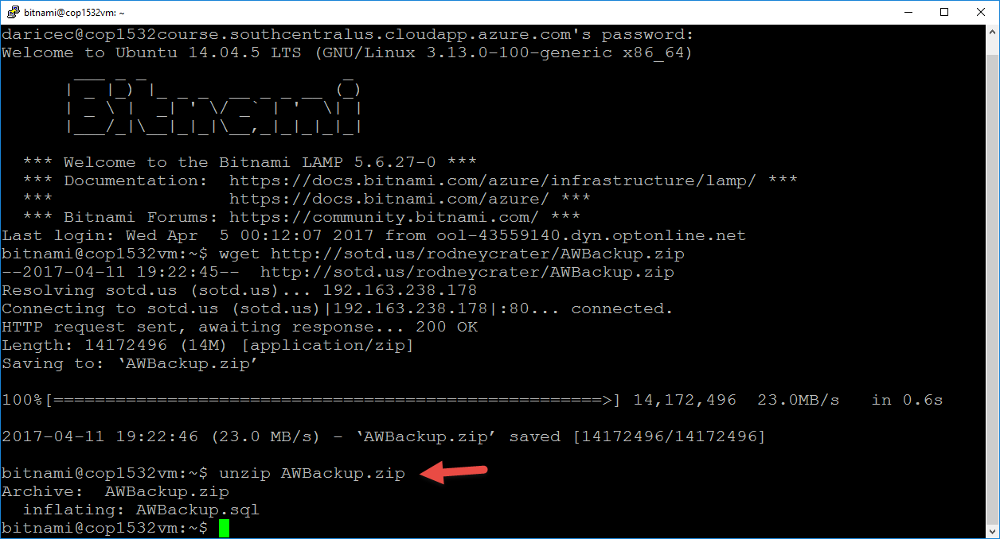 bitnami@cop1532vm: ~
daricec@cop1532course.southcentralus.cloudapp.azure.com's password:
Welcome to Ubuntu 14.04.5 LTS (GNU/Linux 3.13.0-100-generic x86_64)
Bitnami
*** Welcome to the Bitnami LAMP 5.6.27-0 ***
*** Documentation:  https://docs.bitnami.com/azure/infrastructure/lamp/ ***
***                 https://docs.bitnami.com/azure/ ***
*** Bitnami Forums: https://community.bitnami.com/ ***
Last login: Wed Apr  5 00:12:07 2017 from ool-43559140.dyn.optonline.net
bitnami@cop1532vm:~$ wget http://sotd.us/rodneycrater/AWBackup.zip
--2017-04-11 19:22:45--  http://sotd.us/rodneycrater/AWBackup.zip
Resolving sotd.us (sotd.us)... 192.163.238.178
Connecting to sotd.us (sotd.us)|192.163.238.178|:80... connected.
HTTP request sent, awaiting response... 200 OK
Length: 14172496 (14M) [application/zip]
Saving to: ‘AWBackup.zip’
100%[=====================================================>] 14,172,496  23.0MB/s   in 0.6s
2017-04-11 19:22:46 (23.0 MB/s) - ‘AWBackup.zip’ saved [14172496/14172496]
bitnami@cop1532vm:~$ unzip AWBackup.zip
Archive:  AWBackup.zip
  inflating: AWBackup.sql
bitnami@cop1532vm:~$